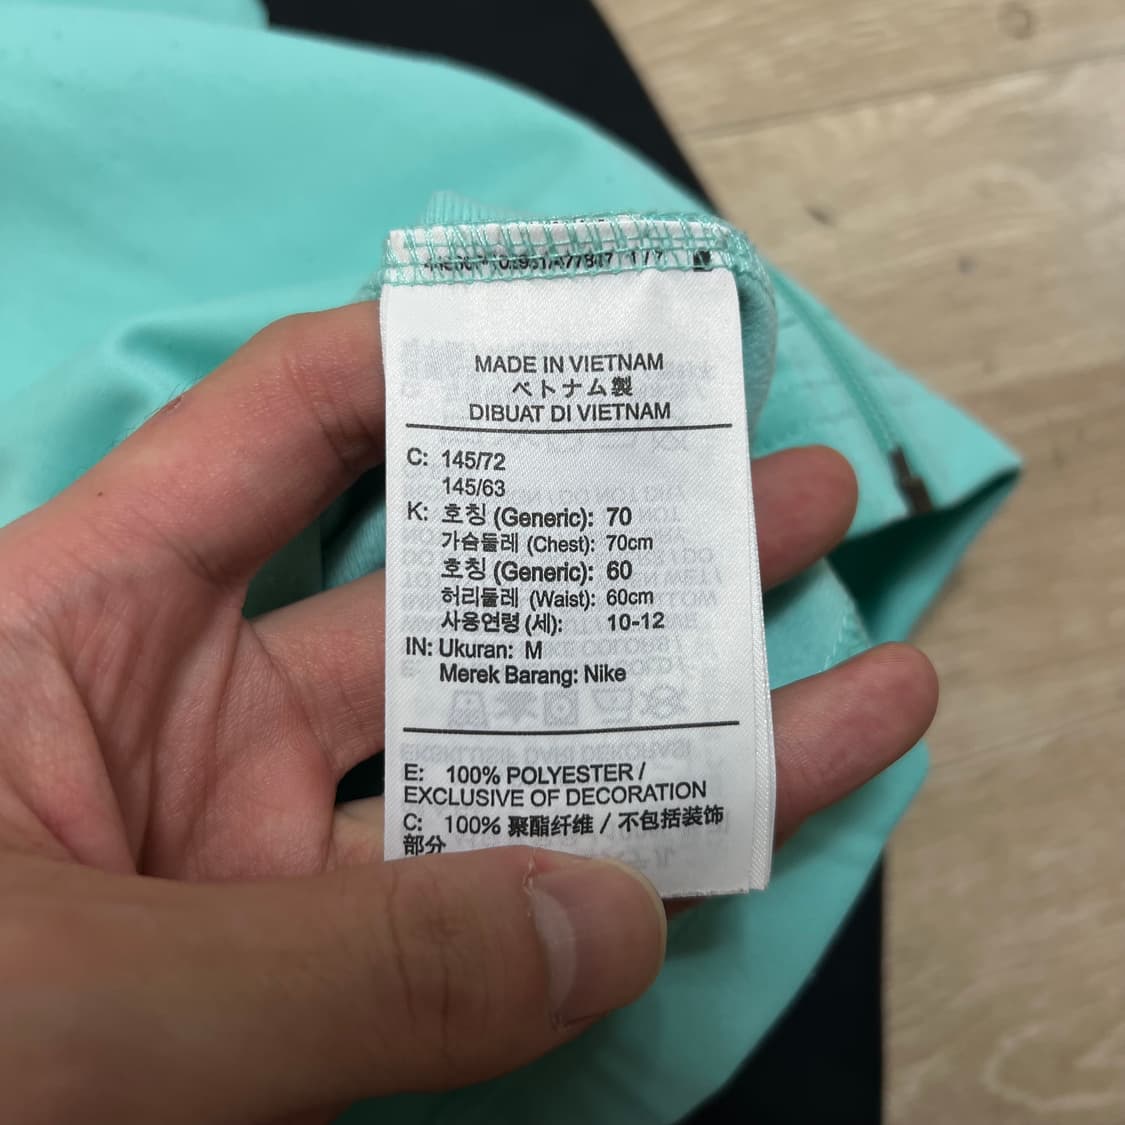 MADE IN VIETNAM
ベトナム製
DIBUAT DI VIETNAM
C: 145/72
145/63
K: 호칭 (Generic): 70
가슴둘레 (Chest): 70cm
호칭 (Generic): 60
허리둘레 (Waist): 60cm
사용연령 (세): 10-12
IN: Ukuran: M
Merek Barang: Nike
E: 100% POLYESTER /
EXCLUSIVE OF DECORATION
C: 100% 聚酯纤维 / 不包括装饰
部分